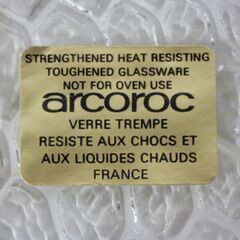 STRENGTHENED HEAT RESISTING
TOUGHENED GLASSWARE
NOT FOR OVEN USE
arcoroc
VERRE TREMPE
RESISTE AUX CHOCS ET
AUX LIQUIDES CHAUDS
FRANCE